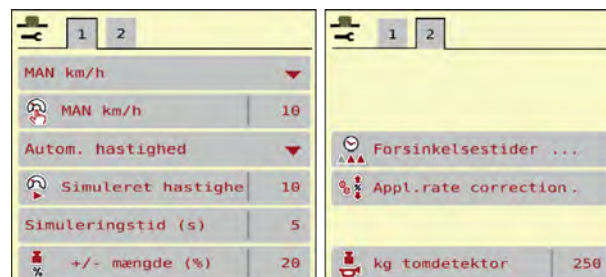 1 2
MAN km/h
MAN km/h 10
Autom. hastighed
Simuleret hastighe 10
Simuleringstid (s) 5
% +/- mængde (%) 20
1 2
Forsinkelsestider ...
% Appl.rate correction.
kg tomdetektor 250